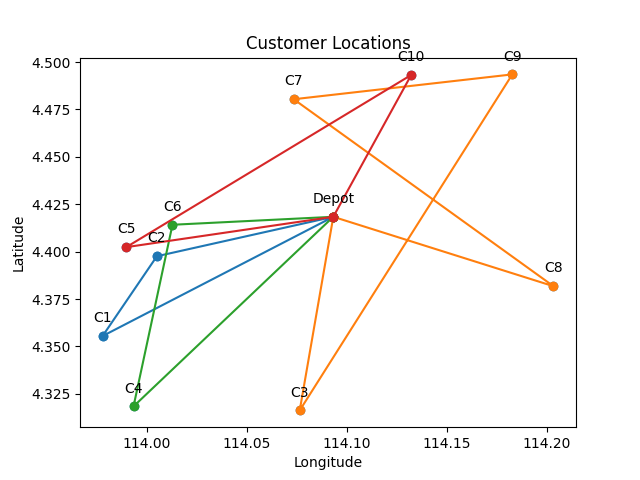 Customer Locations
C10
C9
C7
Depot
C6
C5
C2
C8
C1
C4
C3
4.500
4.475
4.450
4.425
4.400
4.375
4.350
4.325
Latitude
114.00
114.05
114.10
114.15
114.20
Longitude